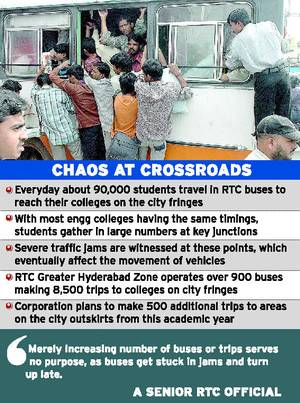 CHAOS AT CROSSROADS
Everyday about 90,000 students travel in RTC buses to
reach their colleges on the city fringes
With most engg colleges having the same timings,
students gather in large numbers at key junctions
Severe traffic jams are witnessed at these points, which
eventually affect the movement of vehicles
RTC Greater Hyderabad Zone operates over 900 buses
making 8,500 trips to colleges on city fringes
Corporation plans to make 500 additional trips to areas
on the city outskirts from this academic year
Merely increasing number of buses or trips serves
no purpose, as buses get stuck in jams and turn
up late.
A SENIOR RTC OFFICIAL